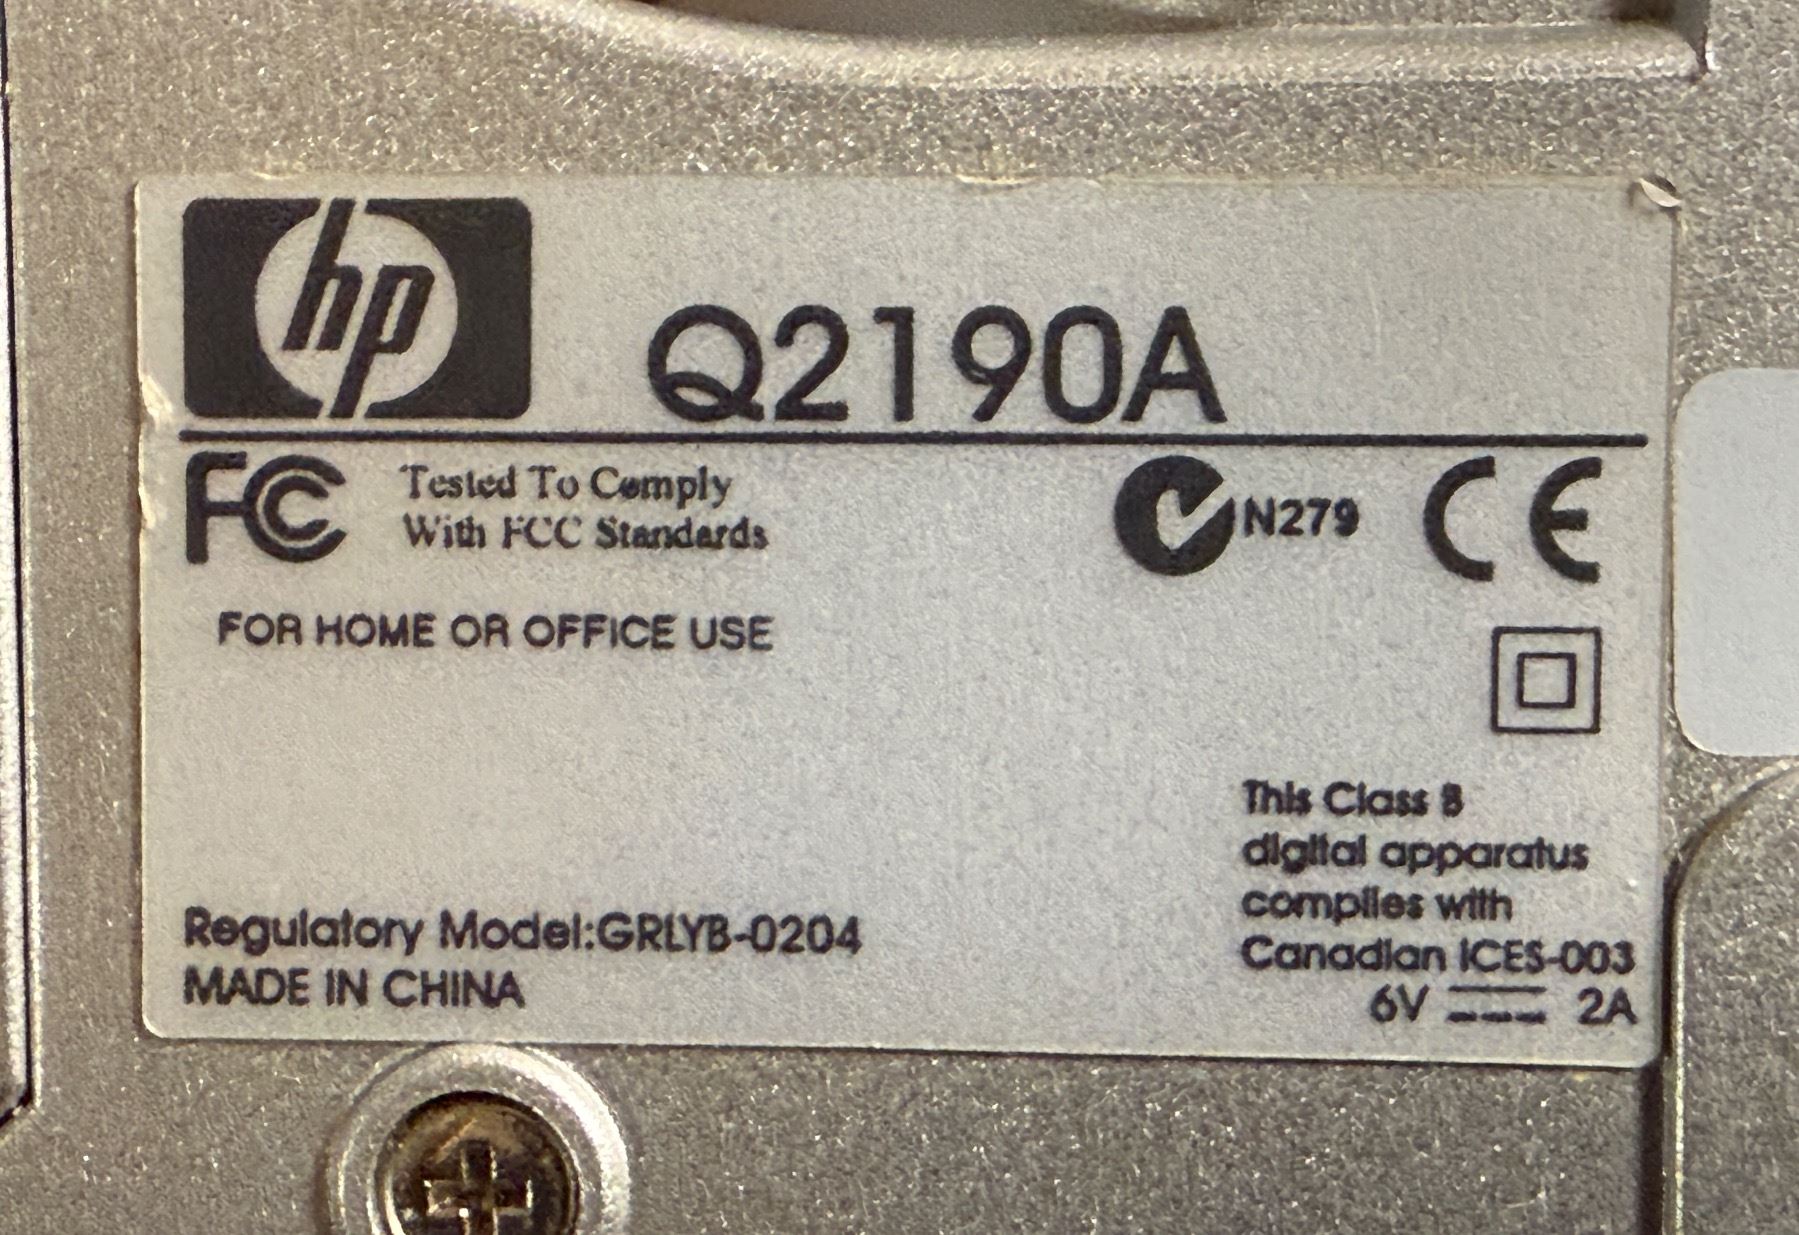 hp
Q2190A
FC Tested To Comply
With FCC Standards
N279 CE
FOR HOME OR OFFICE USE
This Class B
digital apparatus
complies with
Canadian ICES-003
6V 2A
Regulatory Model:GRLYB-0204
MADE IN CHINA